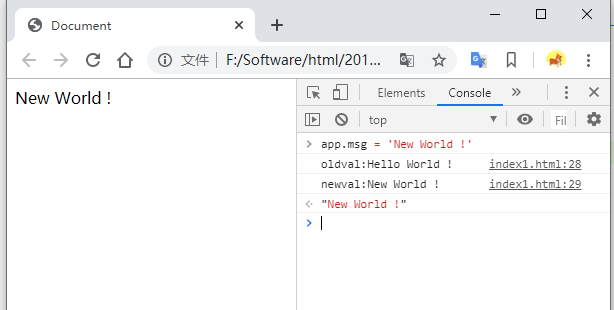 Document
文件 F:/Software/html/201...
New World !
Elements Console
top Fil
app.msg = 'New World !'
oldval:Hello World ! index1.html:28
newval:New World ! index1.html:29
"New World !"